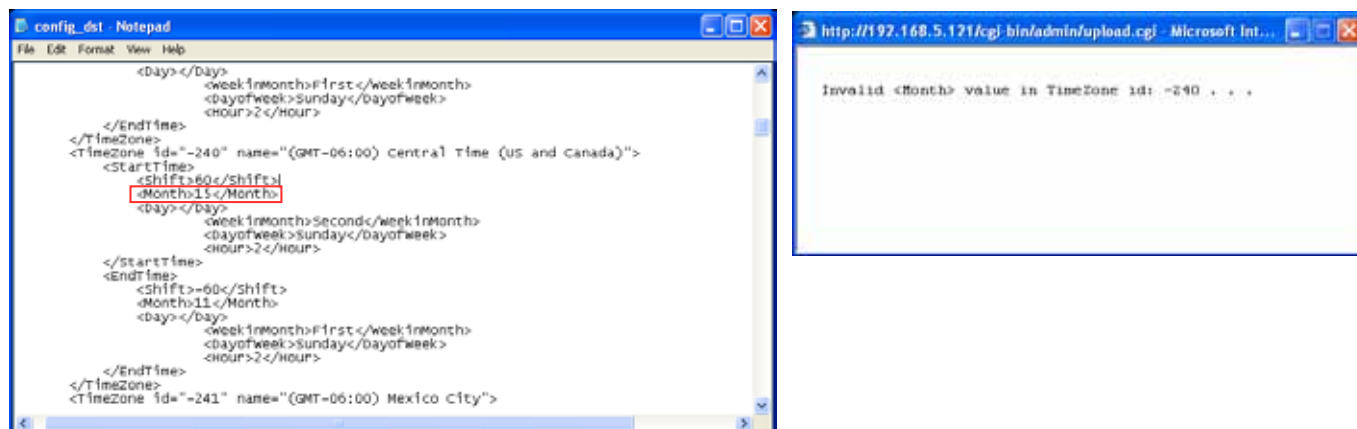 config_dst - Notepad
File Edit Format View Help
<Day></Day>
<WeekinMonth>First</WeekinMonth>
<DayofWeek>Sunday</DayofWeek>
<Hour>2</Hour>
</EndTime>
</TimeZone>
<TimeZone id="-240" name="(GMT-06:00) Central Time (US and Canada)">
<StartTime>
<Shift>60</Shift>
<Month>15</Month>
<Day></Day>
<WeekinMonth>Second</WeekinMonth>
<DayofWeek>Sunday</DayofWeek>
<Hour>2</Hour>
</StartTime>
<EndTime>
<Shift>-60</Shift>
<Month>11</Month>
<Day></Day>
<WeekinMonth>First</WeekinMonth>
<DayofWeek>Sunday</DayofWeek>
<Hour>2</Hour>
</EndTime>
</TimeZone>
<TimeZone id="-241" name="(GMT-06:00) Mexico City">
http://192.168.5.121/cgi-bin/admin/upload.cgi - Microsoft Int...
Invalid <Month> value in TimeZone id: -240 . . .